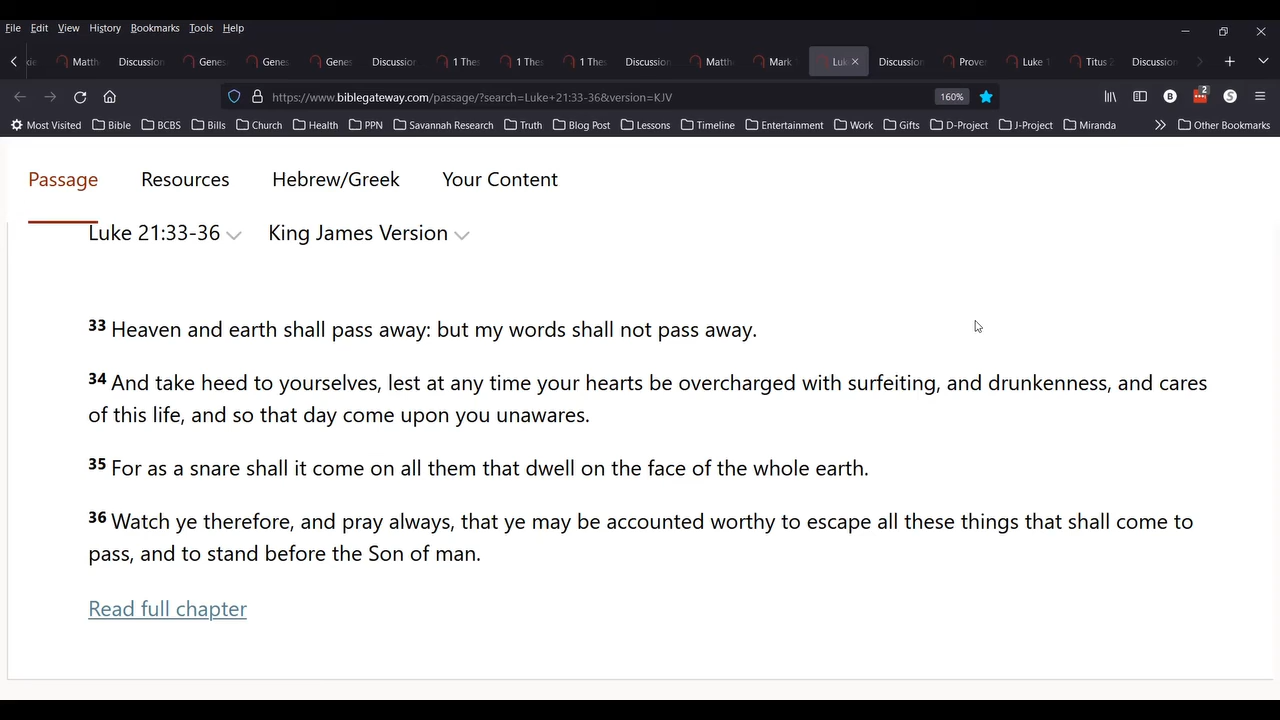 File Edit View History Bookmarks Tools Help
Matth Discussion Genes Genes Genes Discussion 1 Thes 1 Thes 1 Thes Discussion Matth Mark Luk Discussion Prove Luke 1 Titus 2 Discussion
https://www.biblegateway.com/passage/?search=Luke+21:33-36&version=KJV 160% B 2 S
Most Visited Bible BCBS Bills Church Health PPN Savannah Research Truth Blog Post Lessons Timeline Entertainment Work Gifts D-Project J-Project Miranda Other Bookmarks
Passage Resources Hebrew/Greek Your Content
Luke 21:33-36 King James Version
33 Heaven and earth shall pass away: but my words shall not pass away.
34 And take heed to yourselves, lest at any time your hearts be overcharged with surfeiting, and drunkenness, and cares
of this life, and so that day come upon you unawares.
35 For as a snare shall it come on all them that dwell on the face of the whole earth.
36 Watch ye therefore, and pray always, that ye may be accounted worthy to escape all these things that shall come to
pass, and to stand before the Son of man.
Read full chapter